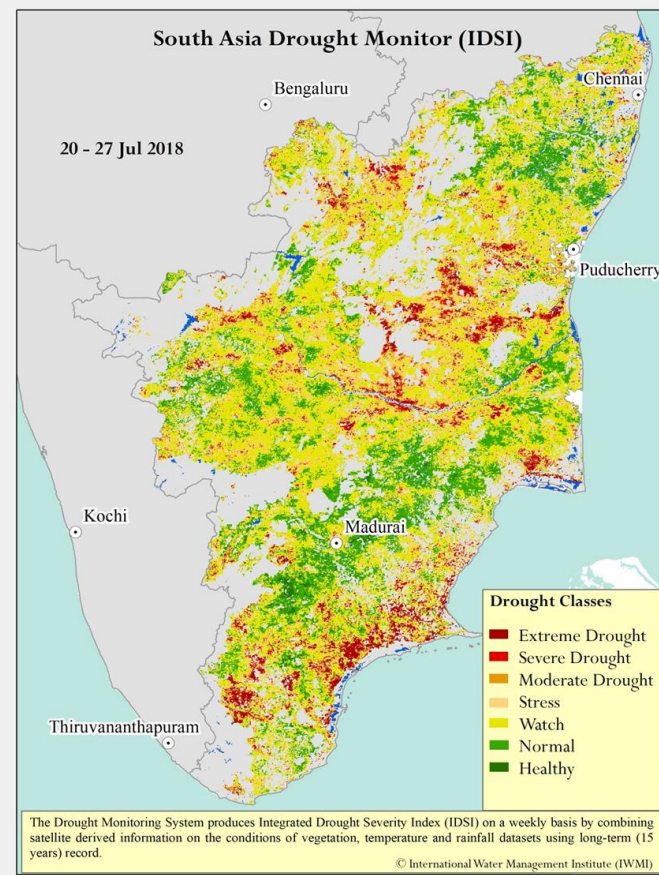 South Asia Drought Monitor (IDSI)
Chennai
Bengaluru
20 - 27 Jul 2018
Puducherry
Kochi
Madurai
Thiruvananthapuram
Drought Classes
Extreme Drought
Severe Drought
Moderate Drought
Stress
Watch
Normal
Healthy
The Drought Monitoring System produces Integrated Drought Severity Index (IDSI) on a weekly basis by combining
satellite derived information on the conditions of vegetation, temperature and rainfall datasets using long-term (15
years) record.
© International Water Management Institute (IWMI)